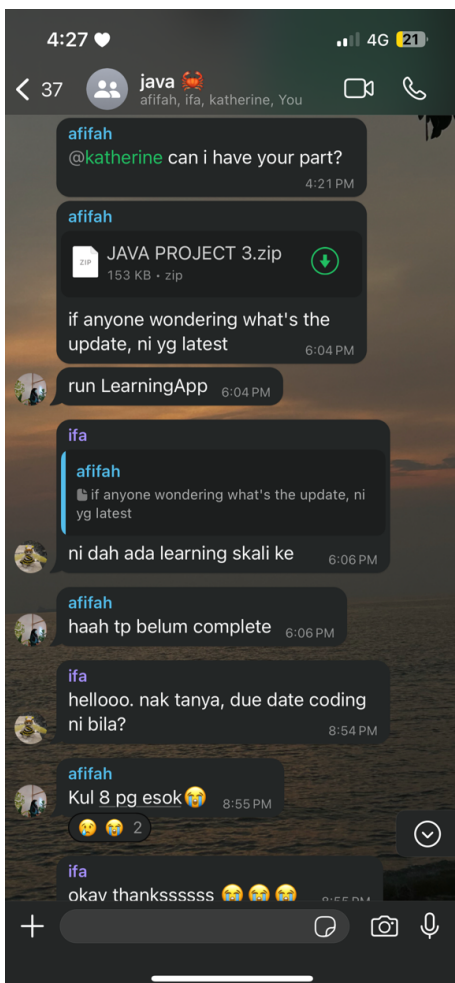 4:27
4G 21
37
java 🦀
afifah, ifa, katherine, You
afifah
@katherine can i have your part?
4:21 PM
afifah
ZIP
JAVA PROJECT 3.zip
153 KB • zip
if anyone wondering what's the
update, ni yg latest
6:04 PM
run LearningApp 6:04 PM
ifa
afifah
if anyone wondering what's the update, ni
yg latest
ni dah ada learning skali ke 6:06 PM
afifah
haah tp belum complete 6:06 PM
ifa
hellooo. nak tanya, due date coding
ni bila?
8:54 PM
afifah
Kul 8 pg esok😭 8:55 PM
😢 😭 2
ifa
okay thankssssss 😭 😭 😭 8:55 PM